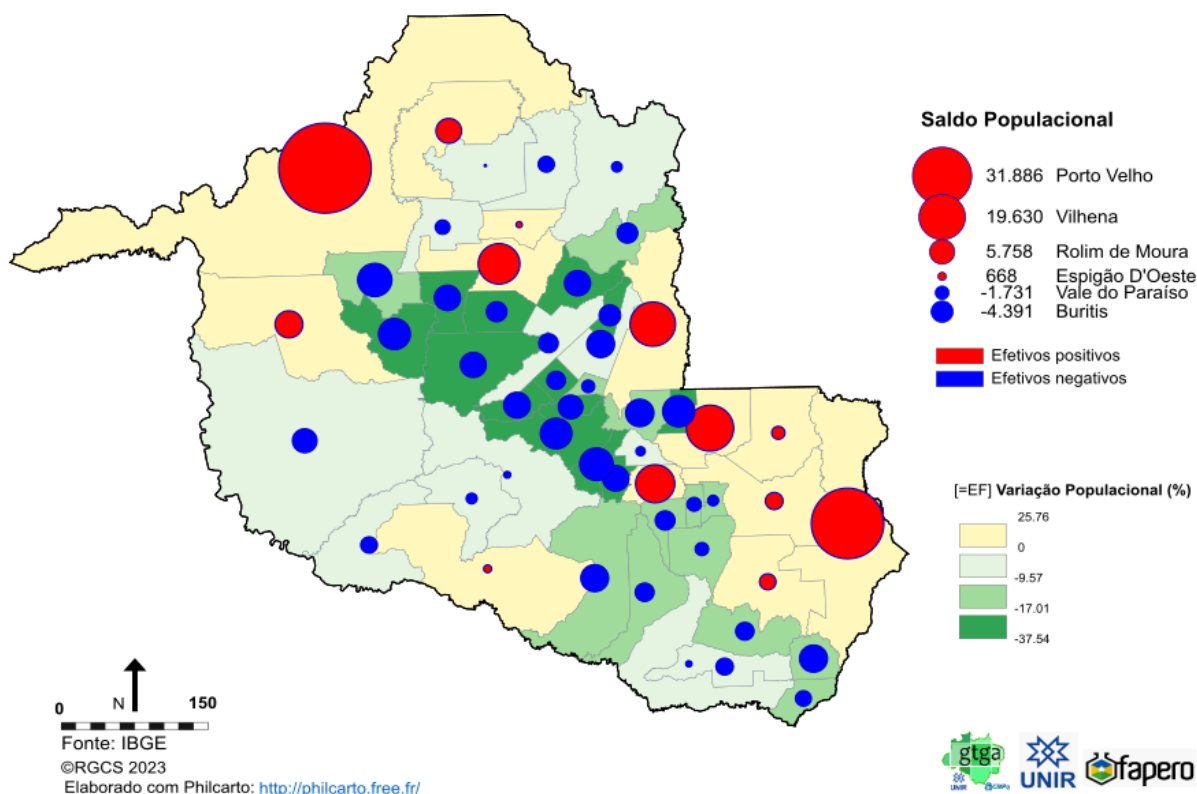 Saldo Populacional
31.886 Porto Velho
19.630 Vilhena
5.758 Rolim de Moura
668 Espigão D'Oeste
-1.731 Vale do Paraíso
-4.391 Buritis
Efetivos positivos
Efetivos negativos
[=EF] Variação Populacional (%)
25.76
0
-9.57
-17.01
-37.54
0 N 150
Fonte: IBGE
©RGCS 2023
Elaborado com Philcarto: http://philcarto.free.fr/
gtga
UNIR
CNPq
UNIR
fapero